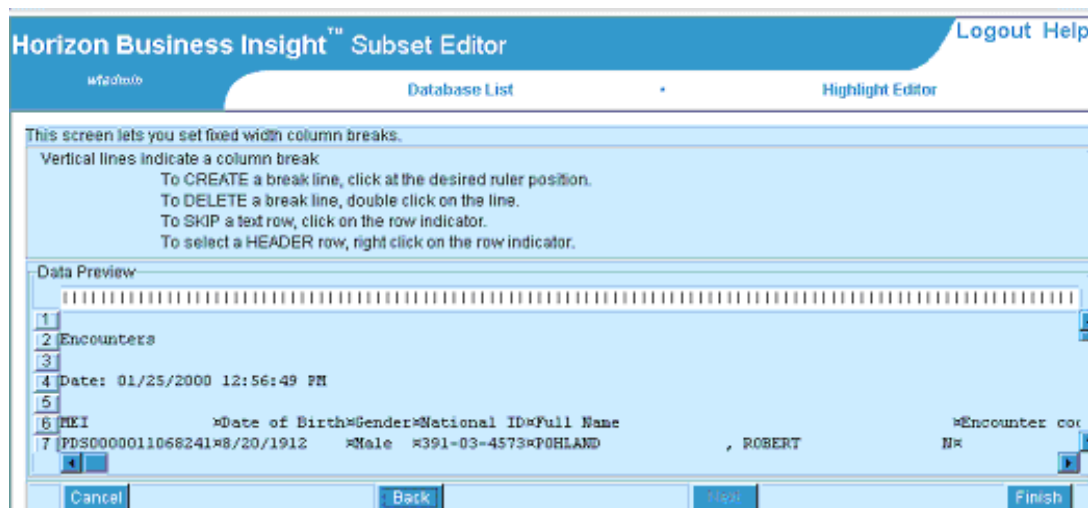 Logout Help
Horizon Business Insight™ Subset Editor
wfadmin
Database List • Highlight Editor
This screen lets you set fixed width column breaks.
Vertical lines indicate a column break
To CREATE a break line, click at the desired ruler position.
To DELETE a break line, double click on the line.
To SKIP a text row, click on the row indicator.
To select a HEADER row, right click on the row indicator.
Data Preview
1
2 Encounters
3
4 Date: 01/25/2000 12:56:49 PM
5
6 MEI ¤Date of Birth¤Gender¤National ID¤Full Name ¤Encounter coc
7 PDS0000011068241¤8/20/1912 ¤Male ¤391-03-4573¤POHLAND , ROBERT N¤
Cancel Back Next Finish